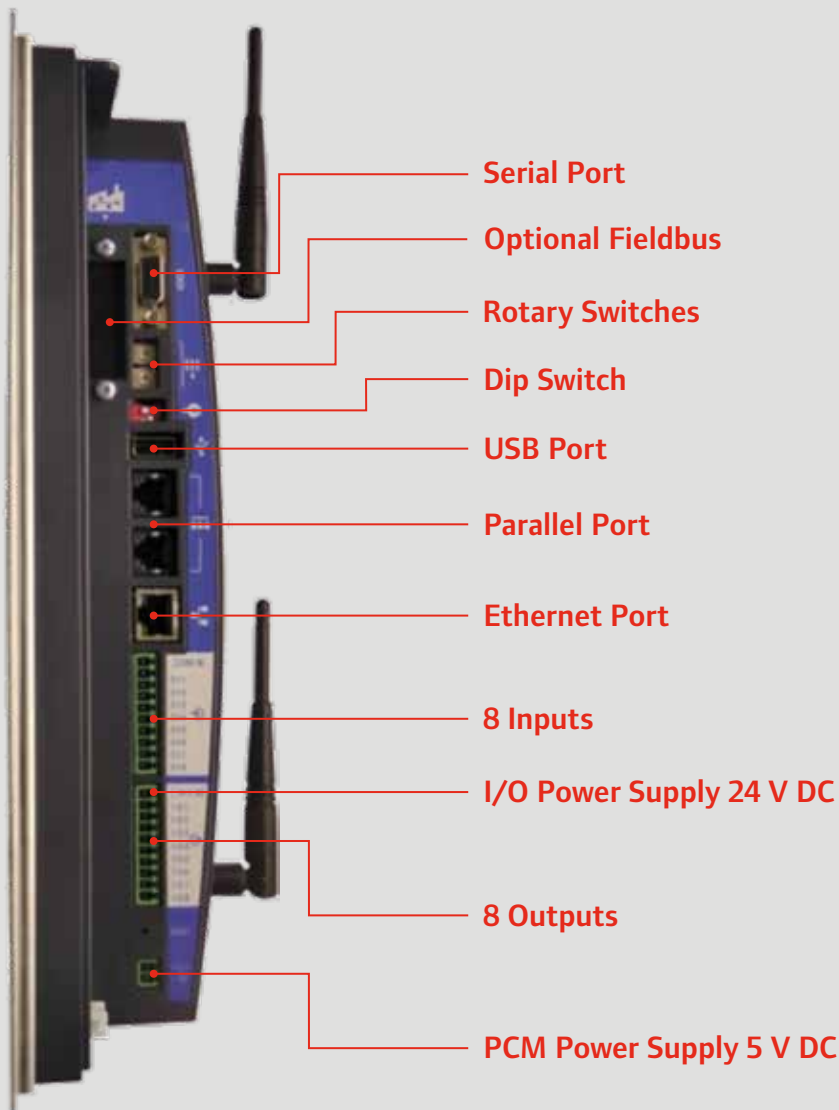 Serial Port
Optional Fieldbus
Rotary Switches
Dip Switch
USB Port
Parallel Port
Ethernet Port
8 Inputs
I/O Power Supply 24 V DC
8 Outputs
PCM Power Supply 5 V DC